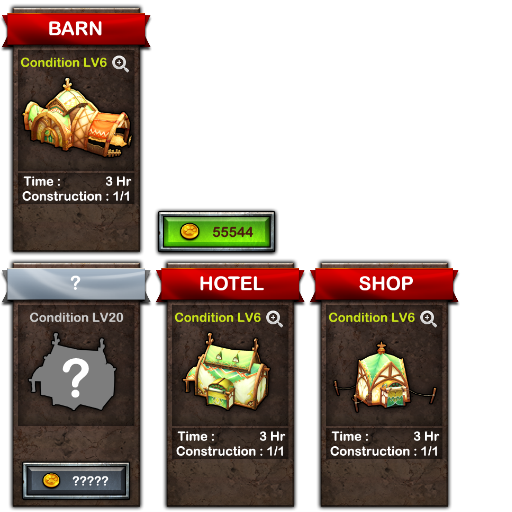 BARN
Condition LV6
Time : 3 Hr
Construction : 1/1
55544
?
Condition LV20
?
?????
HOTEL
Condition LV6
Time : 3 Hr
Construction : 1/1
SHOP
Condition LV6
Time : 3 Hr
Construction : 1/1